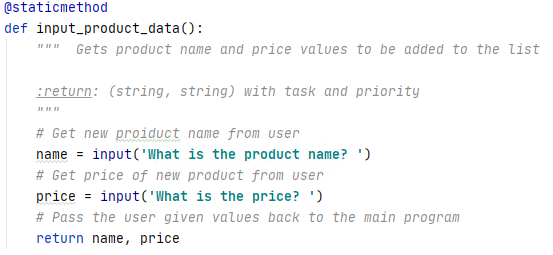 @staticmethod
def input_product_data():
    """  Gets product name and price values to be added to the list

    :return: (string, string) with task and priority
    """
    # Get new proiduct name from user
    name = input('What is the product name? ')
    # Get price of new product from user
    price = input('What is the price? ')
    # Pass the user given values back to the main program
    return name, price